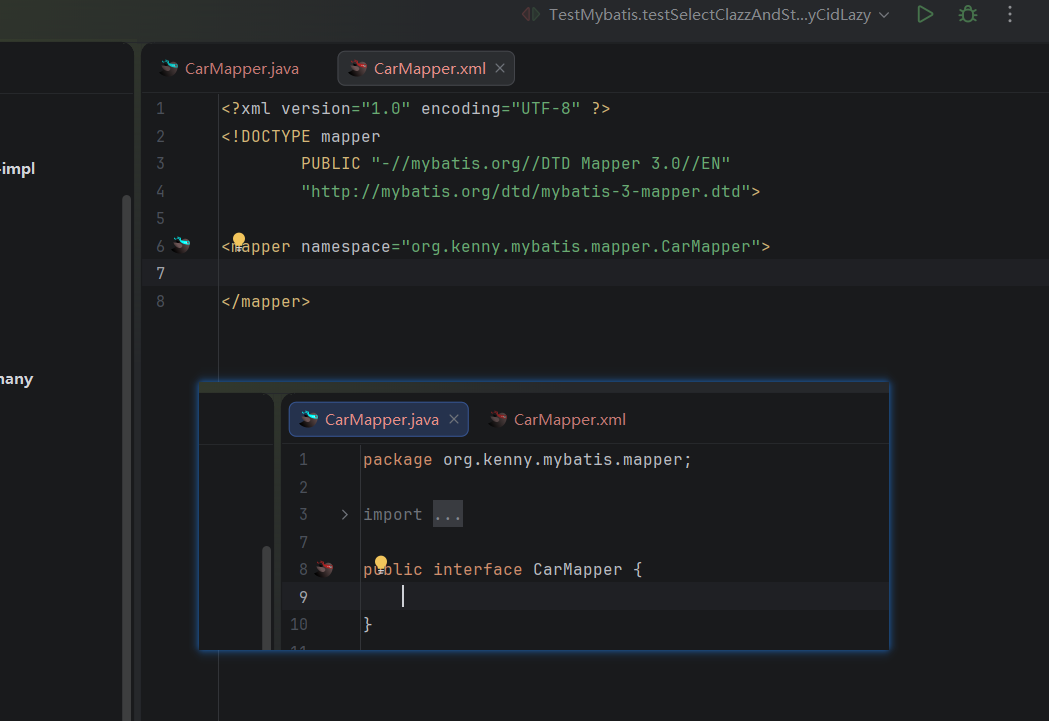 TestMybatis.testSelectClazzAndSt...yCidLazy
CarMapper.java
CarMapper.xml
-impl
many
1 <?xml version="1.0" encoding="UTF-8" ?>
2 <!DOCTYPE mapper
3 PUBLIC "-//mybatis.org//DTD Mapper 3.0//EN"
4 "http://mybatis.org/dtd/mybatis-3-mapper.dtd">
5
6 <mapper namespace="org.kenny.mybatis.mapper.CarMapper">
7
8 </mapper>
CarMapper.java
CarMapper.xml
1 package org.kenny.mybatis.mapper;
2
3 import ...
7
8 public interface CarMapper {
9
10 }
11